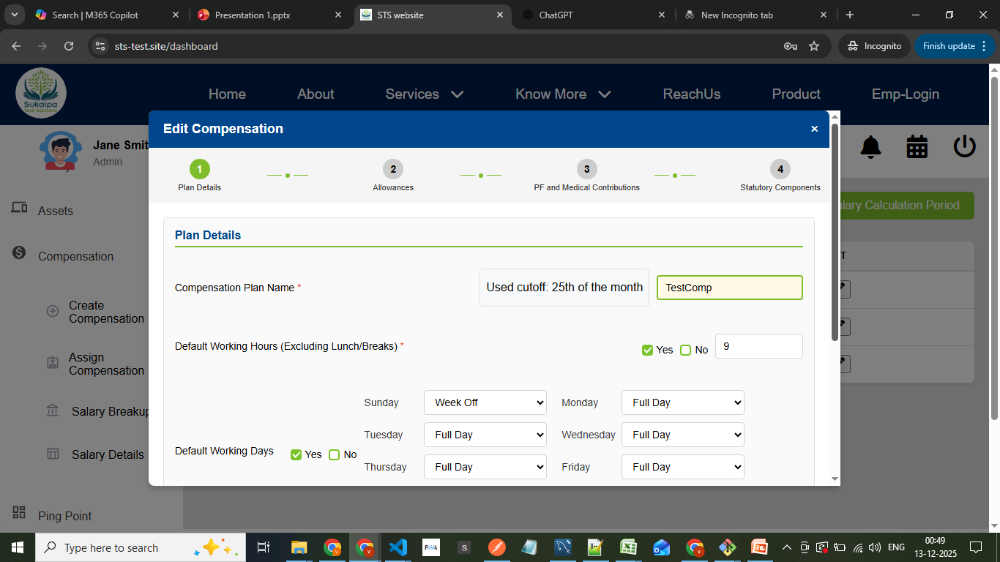 Search | M365 Copilot
Presentation 1.pptx
STS website
ChatGPT
New Incognito tab
sts-test.site/dashboard
Incognito
Finish update
Sukalpa
Tech Solutions
Home
About
Services
Know More
ReachUs
Product
Emp-Login
Jane Smit
Admin
Assets
Compensation
Create
Compensation
Assign
Compensation
Salary Breakup
Salary Details
Ping Point
lary Calculation Period
T
Edit Compensation
×
1
Plan Details
2
Allowances
3
PF and Medical Contributions
4
Statutory Components
Plan Details
Compensation Plan Name *
Used cutoff: 25th of the month
TestComp
Default Working Hours (Excluding Lunch/Breaks) *
Yes
No
9
Default Working Days
Yes
No
Sunday
Week Off
Monday
Full Day
Tuesday
Full Day
Wednesday
Full Day
Thursday
Full Day
Friday
Full Day
Type here to search
PWA
S
ENG
00:49
13-12-2025